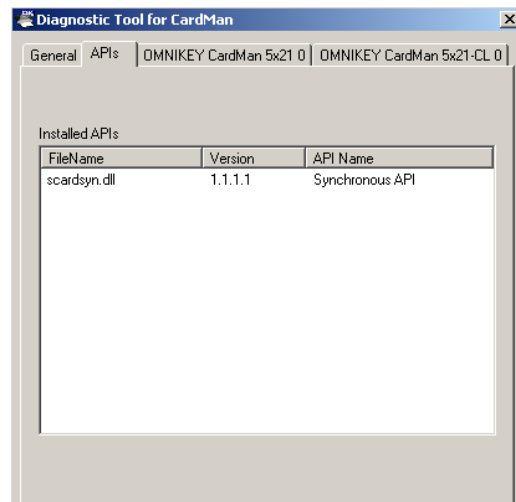 Diagnostic Tool for CardMan
General APIs OMNIKEY CardMan 5x21 0 OMNIKEY CardMan 5x21-CL 0
Installed APIs
FileName Version API Name
scardsyn.dll 1.1.1.1 Synchronous API